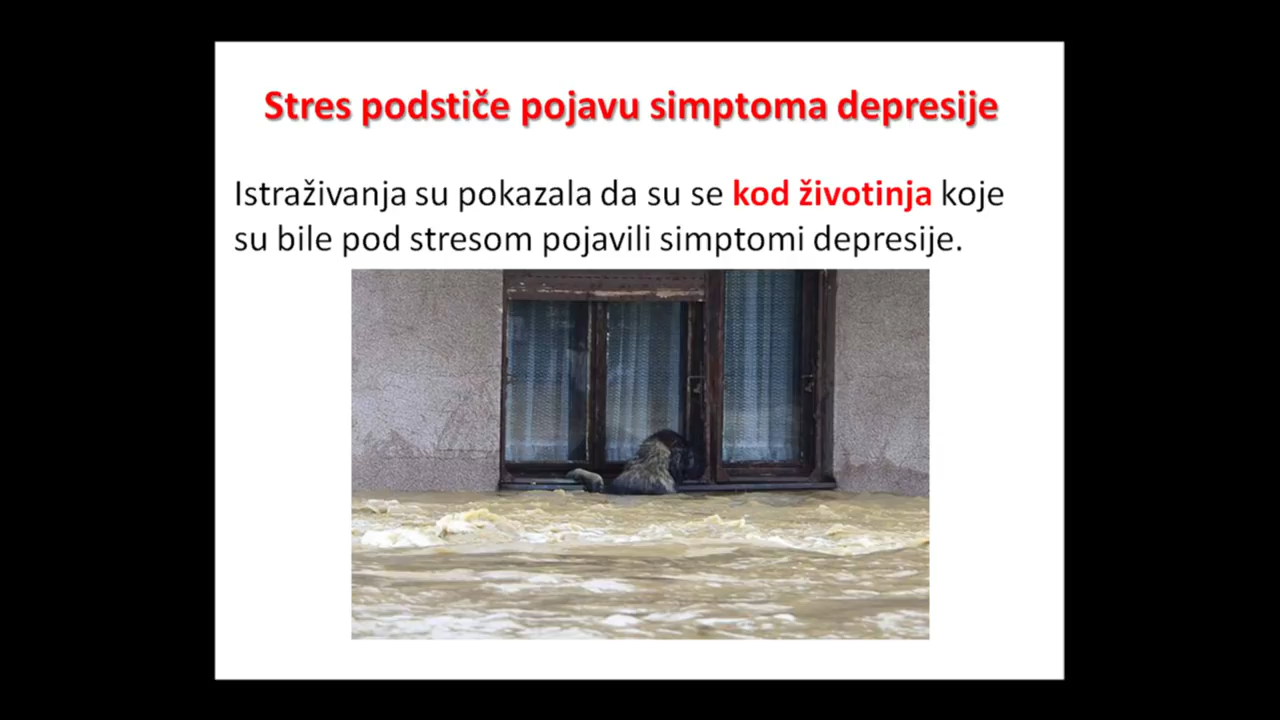 Stres podstiče pojavu simptoma depresije
Istraživanja su pokazala da su se kod životinja koje
su bile pod stresom pojavili simptomi depresije.